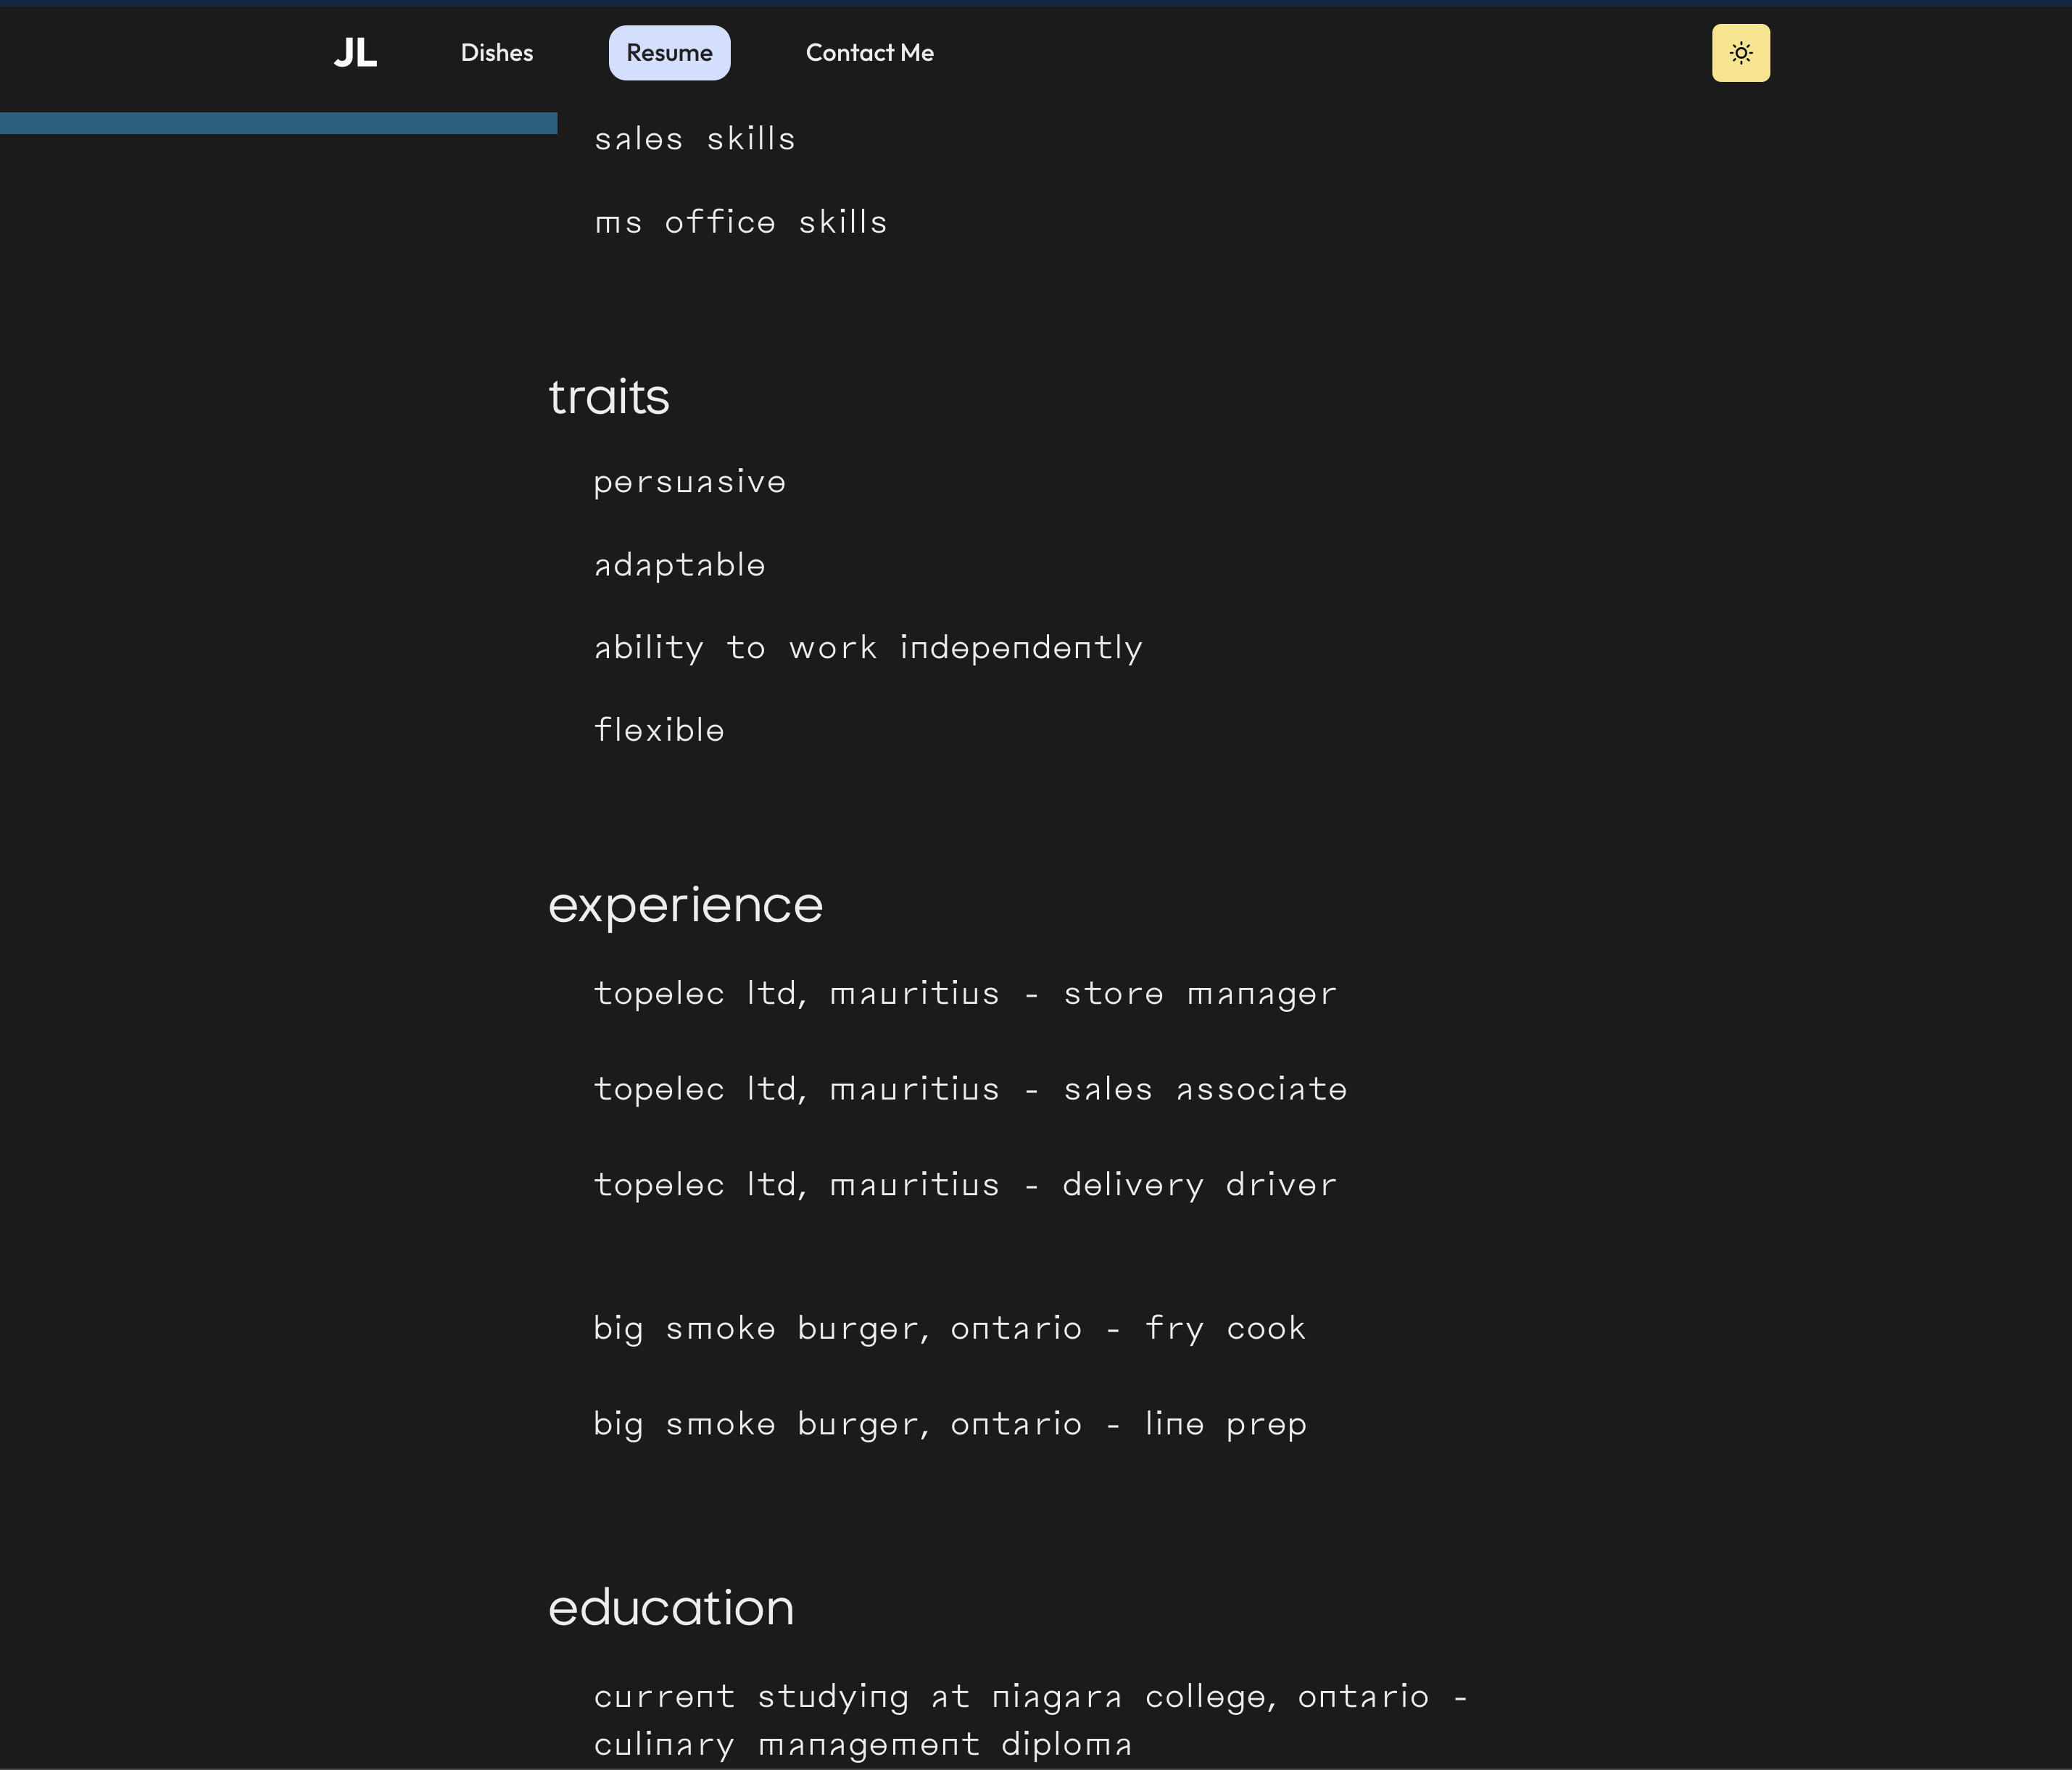 JL Dishes Resume Contact Me
sales skills
ms office skills
traits
persuasive
adaptable
ability to work independently
flexible
experience
topelec ltd, mauritius - store manager
topelec ltd, mauritius - sales associate
topelec ltd, mauritius - delivery driver
big smoke burger, ontario - fry cook
big smoke burger, ontario - line prep
education
current studying at niagara college, ontario -
culinary management diploma